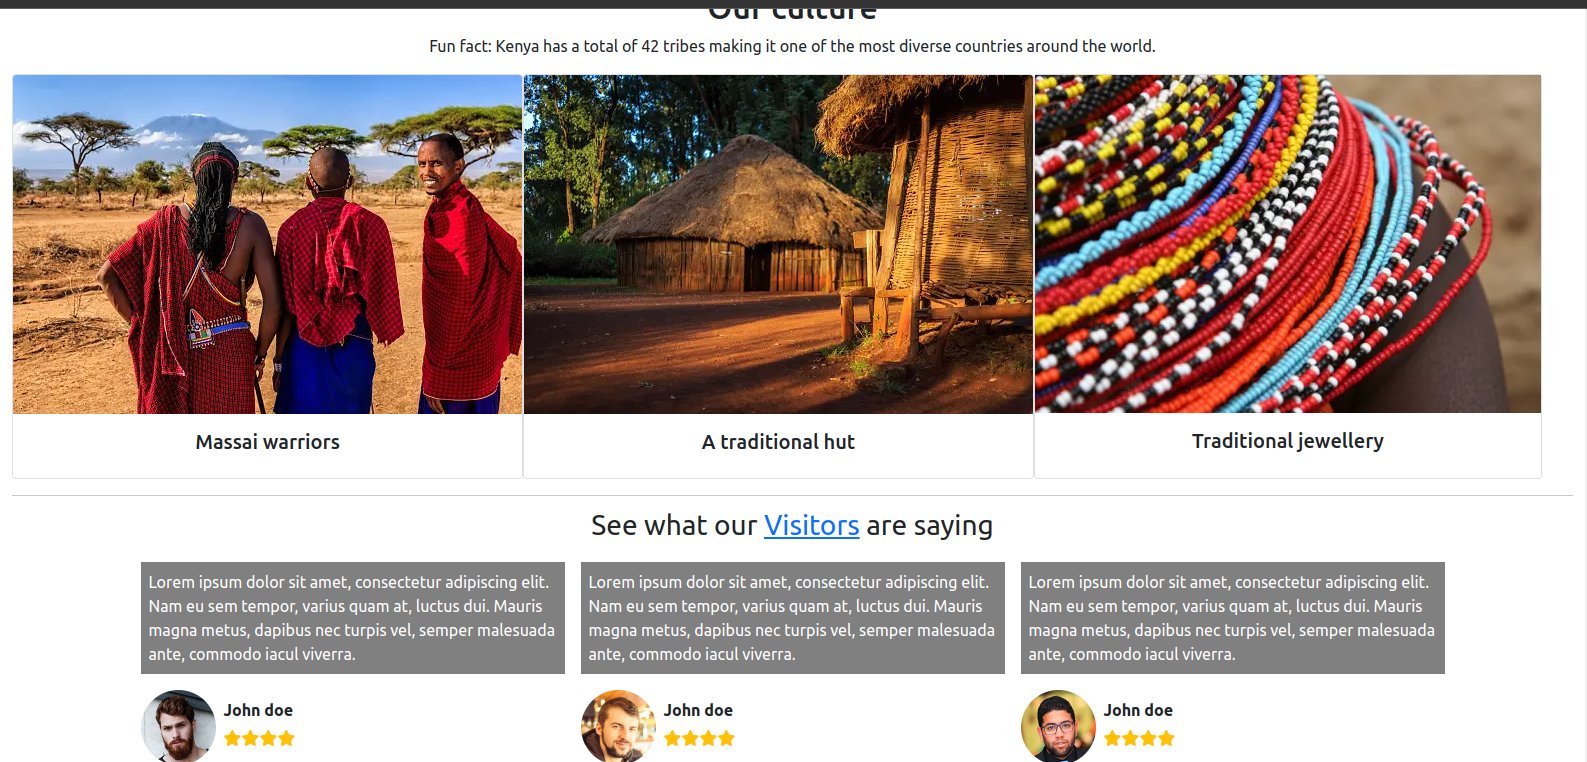 Our culture
Fun fact: Kenya has a total of 42 tribes making it one of the most diverse countries around the world.
Massai warriors
A traditional hut
Traditional jewellery
See what our Visitors are saying
Lorem ipsum dolor sit amet, consectetur adipiscing elit.
Nam eu sem tempor, varius quam at, luctus dui. Mauris
magna metus, dapibus nec turpis vel, semper malesuada
ante, commodo iacul viverra.
John doe
Lorem ipsum dolor sit amet, consectetur adipiscing elit.
Nam eu sem tempor, varius quam at, luctus dui. Mauris
magna metus, dapibus nec turpis vel, semper malesuada
ante, commodo iacul viverra.
John doe
Lorem ipsum dolor sit amet, consectetur adipiscing elit.
Nam eu sem tempor, varius quam at, luctus dui. Mauris
magna metus, dapibus nec turpis vel, semper malesuada
ante, commodo iacul viverra.
John doe